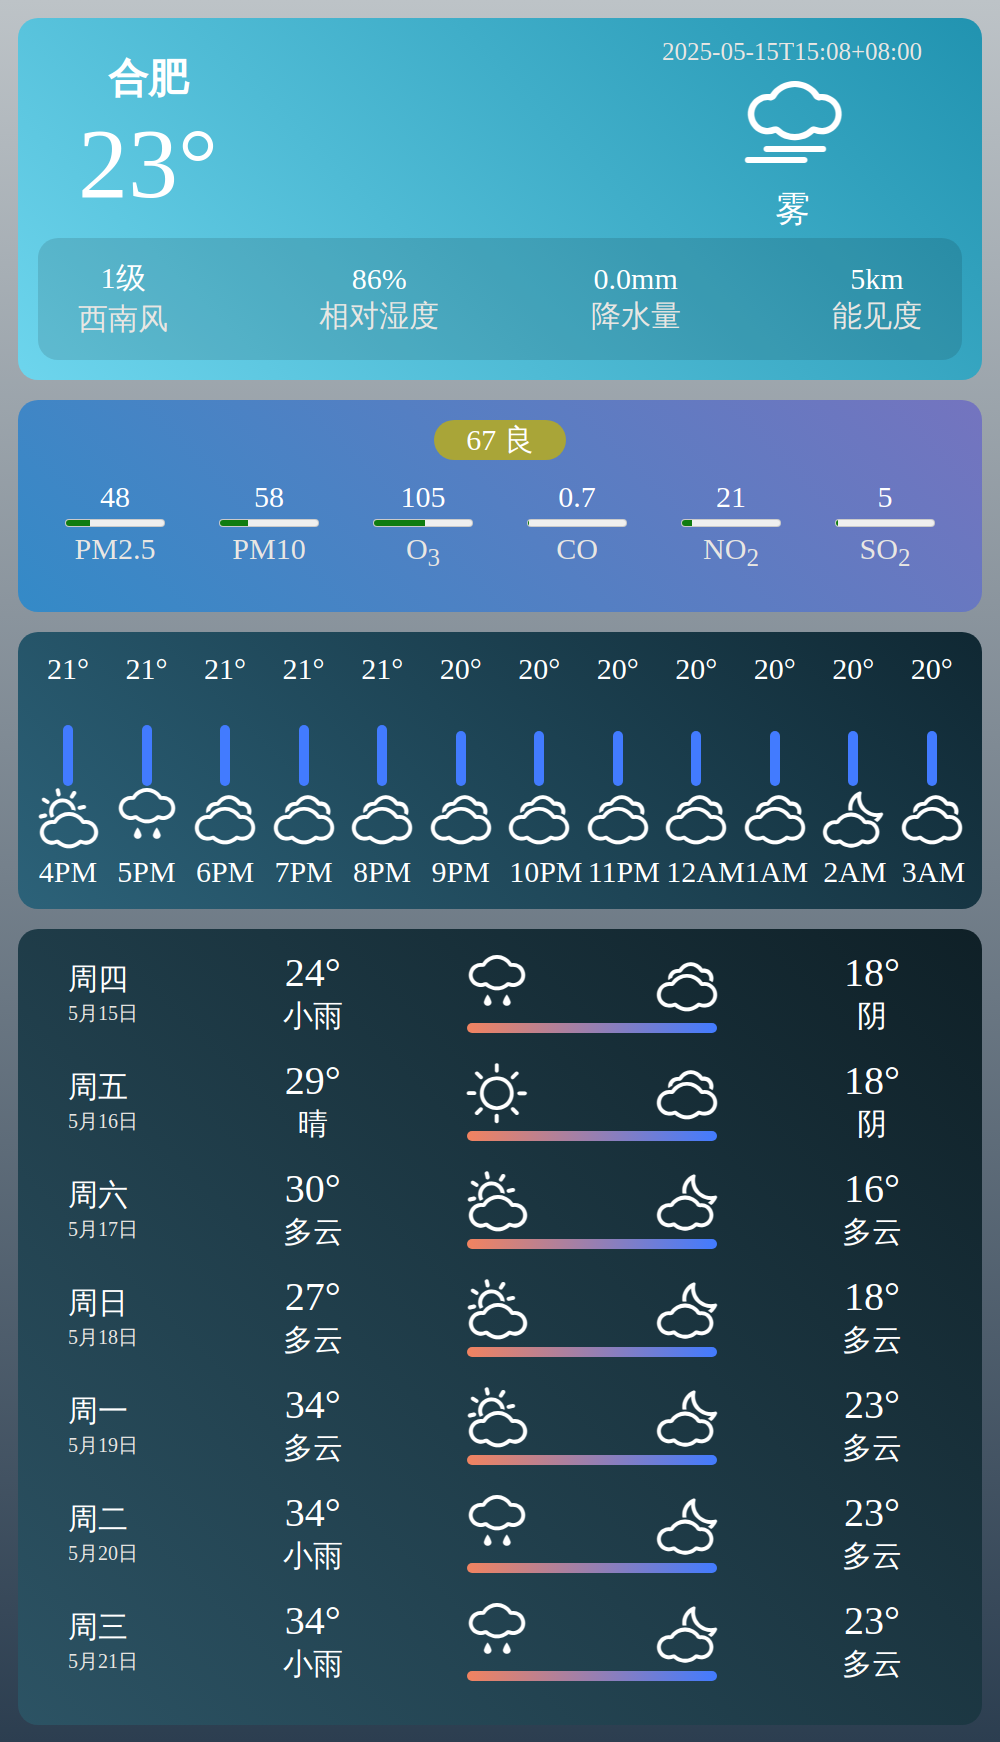 合肥
2025-05-15T15:08+08:00
23°
雾
1级 86% 0.0mm 5km
西南风 相对湿度 降水量 能见度
67 良
48 58 105 0.7 21 5
PM2.5 PM10 O3 CO NO2 SO2
21° 21° 21° 21° 21° 20° 20° 20° 20° 20° 20° 20°
4PM 5PM 6PM 7PM 8PM 9PM 10PM 11PM 12AM 1AM 2AM 3AM
周四 24° 18°
5月15日 小雨 阴
周五 29° 18°
5月16日 晴 阴
周六 30° 16°
5月17日 多云 多云
周日 27° 18°
5月18日 多云 多云
周一 34° 23°
5月19日 多云 多云
周二 34° 23°
5月20日 小雨 多云
周三 34° 23°
5月21日 小雨 多云